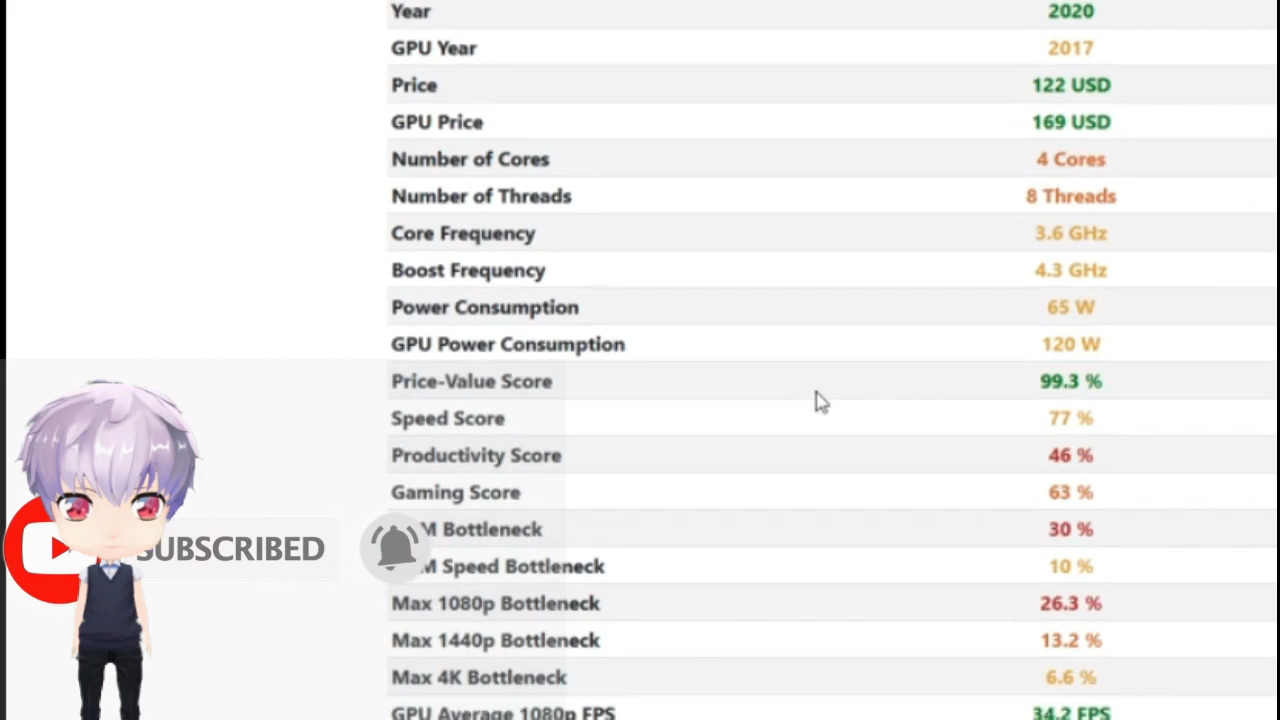 Year 2020
GPU Year 2017
Price 122 USD
GPU Price 169 USD
Number of Cores 4 Cores
Number of Threads 8 Threads
Core Frequency 3.6 GHz
Boost Frequency 4.3 GHz
Power Consumption 65 W
GPU Power Consumption 120 W
Price-Value Score 99.3 %
Speed Score 77 %
Productivity Score 46 %
Gaming Score 63 %
M Bottleneck 30 %
M Speed Bottleneck 10 %
SUBSCRIBED
Max 1080p Bottleneck 26.3 %
Max 1440p Bottleneck 13.2 %
Max 4K Bottleneck 6.6 %
GPU Average 1080p FPS 34.2 FPS